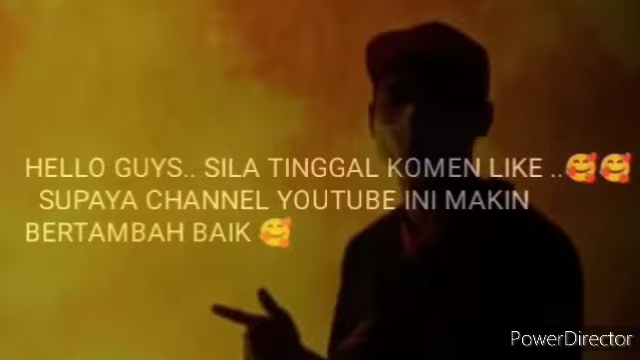 HELLO GUYS.. SILA TINGGAL KOMEN LIKE ..🥰🥰
SUPAYA CHANNEL YOUTUBE INI MAKIN
BERTAMBAH BAIK 🥰
PowerDirector